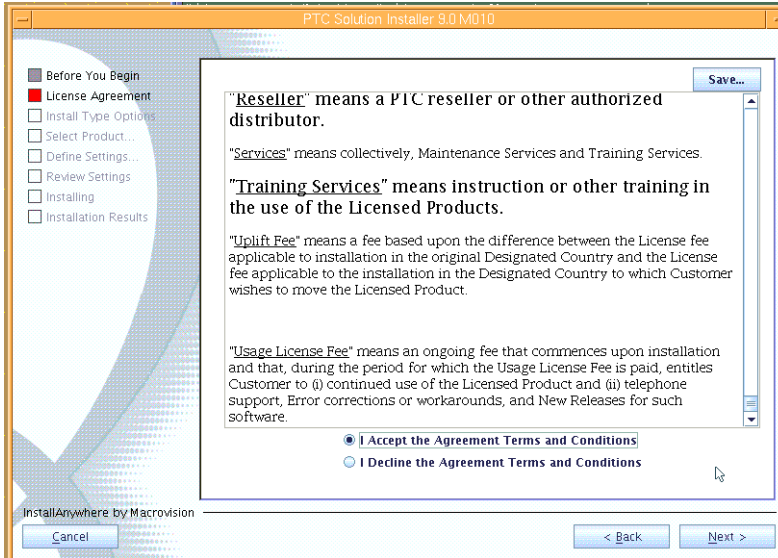 PTC Solution Installer 9.0 M010
Before You Begin
License Agreement
Install Type Options
Select Product...
Define Settings...
Review Settings
Installing
Installation Results
Save...
"Reseller" means a PTC reseller or other authorized
distributor.
"Services" means collectively, Maintenance Services and Training Services.
"Training Services" means instruction or other training in
the use of the Licensed Products.
"Uplift Fee" means a fee based upon the difference between the License fee
applicable to installation in the original Designated Country and the License
fee applicable to the installation in the Designated Country to which Customer
wishes to move the Licensed Product.
"Usage License Fee" means an ongoing fee that commences upon installation
and that, during the period for which the Usage License Fee is paid, entitles
Customer to (i) continued use of the Licensed Product and (ii) telephone
support, Error corrections or workarounds, and New Releases for such
software.
I Accept the Agreement Terms and Conditions
I Decline the Agreement Terms and Conditions
InstallAnywhere by Macrovision
Cancel
< Back
Next >